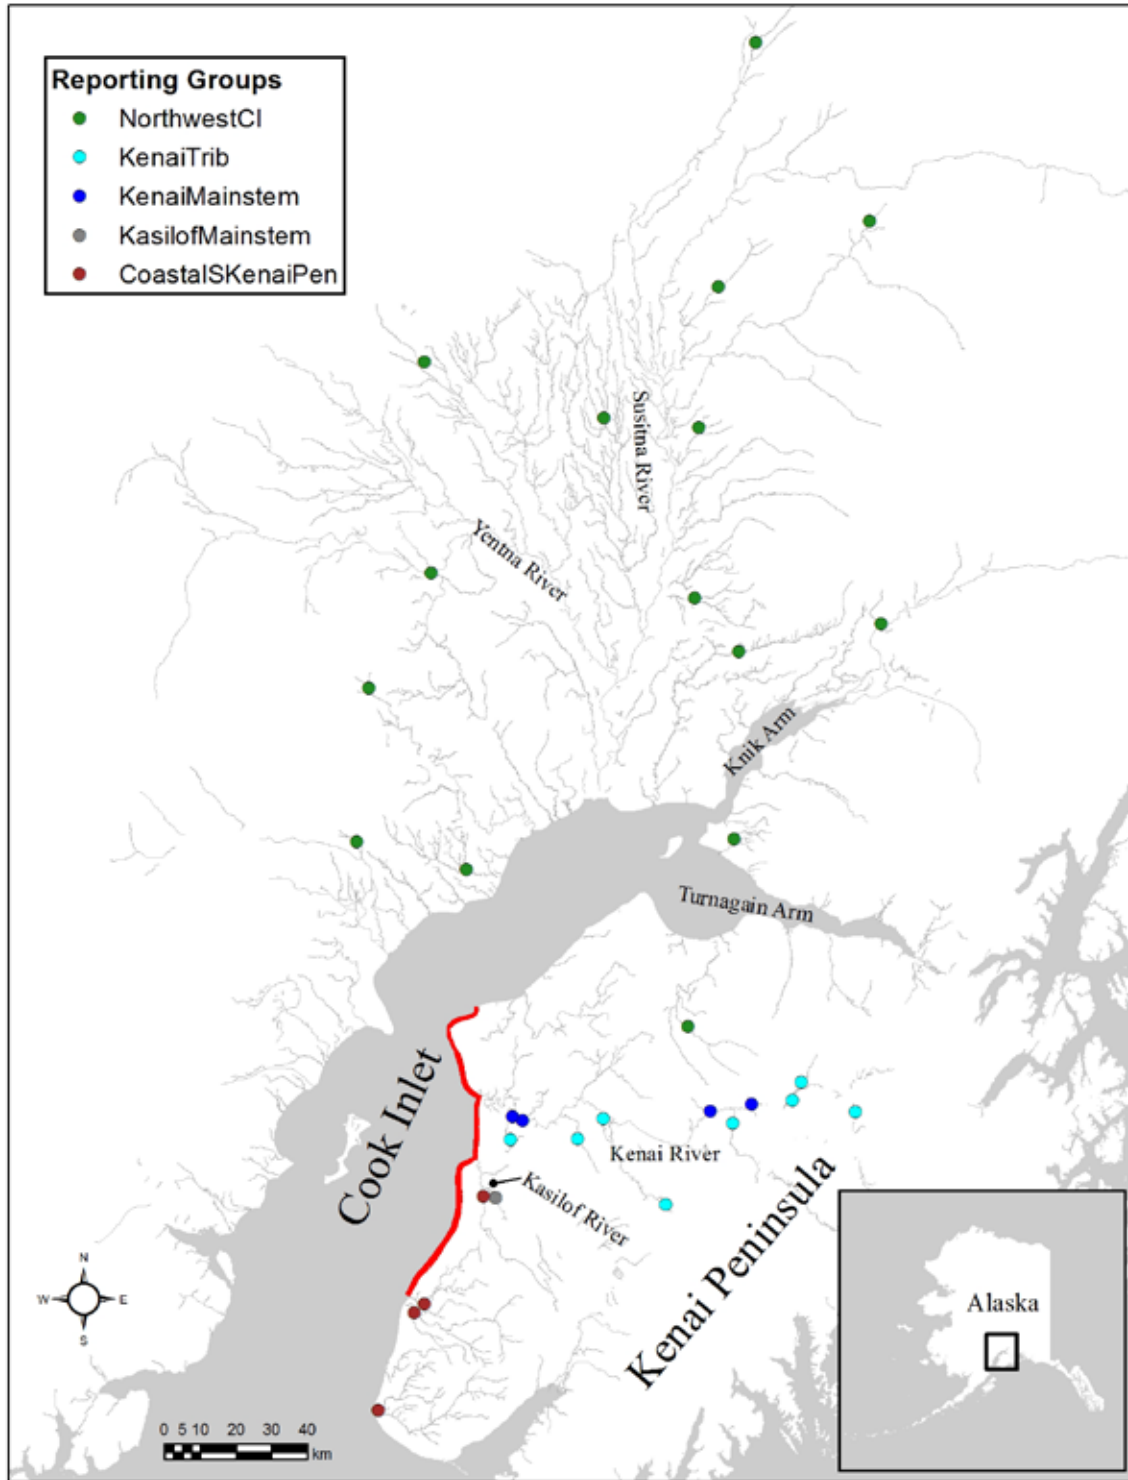 Reporting Groups
NorthwestCI
KenaiTrib
KenaiMainstem
KasilofMainstem
CoastalSKenaiPen
Susitna River
Yentna River
Knik Arm
Turnagain Arm
Cook Inlet
Kenai River
Kasilof River
Kenai Peninsula
N
W E
S
Alaska
0 5 10 20 30 40
km